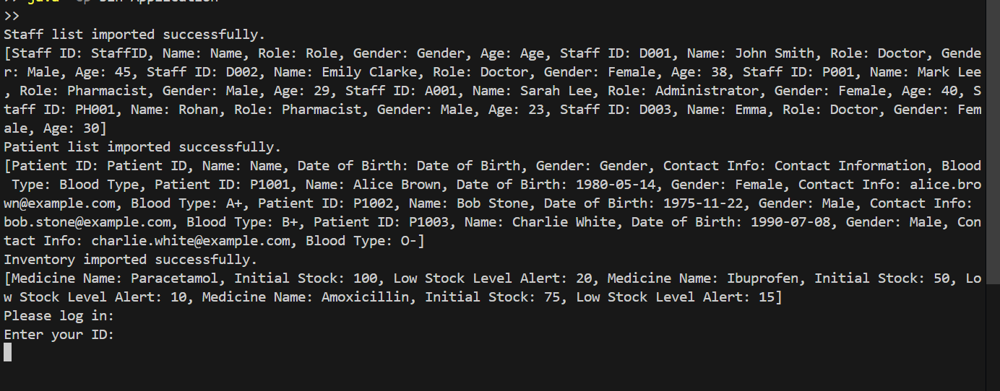 >> java -cp bin Application
>>
Staff list imported successfully.
[Staff ID: StaffID, Name: Name, Role: Role, Gender: Gender, Age: Age, Staff ID: D001, Name: John Smith, Role: Doctor, Gende
r: Male, Age: 45, Staff ID: D002, Name: Emily Clarke, Role: Doctor, Gender: Female, Age: 38, Staff ID: P001, Name: Mark Lee
, Role: Pharmacist, Gender: Male, Age: 29, Staff ID: A001, Name: Sarah Lee, Role: Administrator, Gender: Female, Age: 40, S
taff ID: PH001, Name: Rohan, Role: Pharmacist, Gender: Male, Age: 23, Staff ID: D003, Name: Emma, Role: Doctor, Gender: Fem
ale, Age: 30]
Patient list imported successfully.
[Patient ID: Patient ID, Name: Name, Date of Birth: Date of Birth, Gender: Gender, Contact Info: Contact Information, Blood
 Type: Blood Type, Patient ID: P1001, Name: Alice Brown, Date of Birth: 1980-05-14, Gender: Female, Contact Info: alice.bro
wn@example.com, Blood Type: A+, Patient ID: P1002, Name: Bob Stone, Date of Birth: 1975-11-22, Gender: Male, Contact Info:
bob.stone@example.com, Blood Type: B+, Patient ID: P1003, Name: Charlie White, Date of Birth: 1990-07-08, Gender: Male, Con
tact Info: charlie.white@example.com, Blood Type: O-]
Inventory imported successfully.
[Medicine Name: Paracetamol, Initial Stock: 100, Low Stock Level Alert: 20, Medicine Name: Ibuprofen, Initial Stock: 50, Lo
w Stock Level Alert: 10, Medicine Name: Amoxicillin, Initial Stock: 75, Low Stock Level Alert: 15]
Please log in:
Enter your ID: